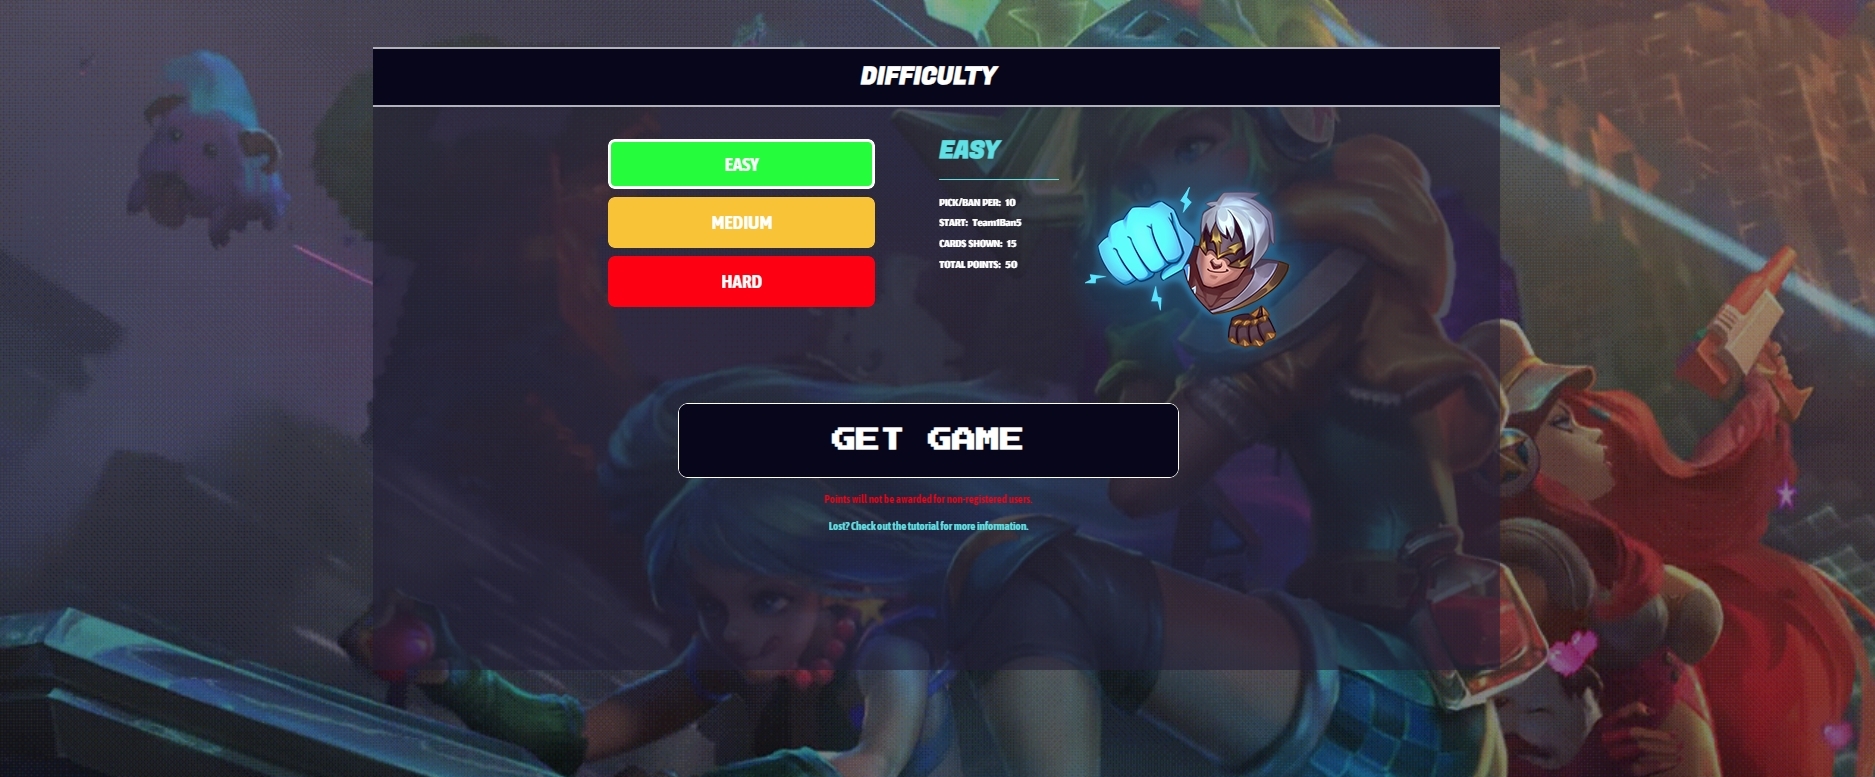 DIFFICULTY
EASY
MEDIUM
HARD
EASY
PICK/BAN PER: 10
START: Team1Ban5
CARDS SHOWN: 15
TOTAL POINTS: 50
GET GAME
Points will not be awarded for non-registered users.
Lost? Check out the tutorial for more information.